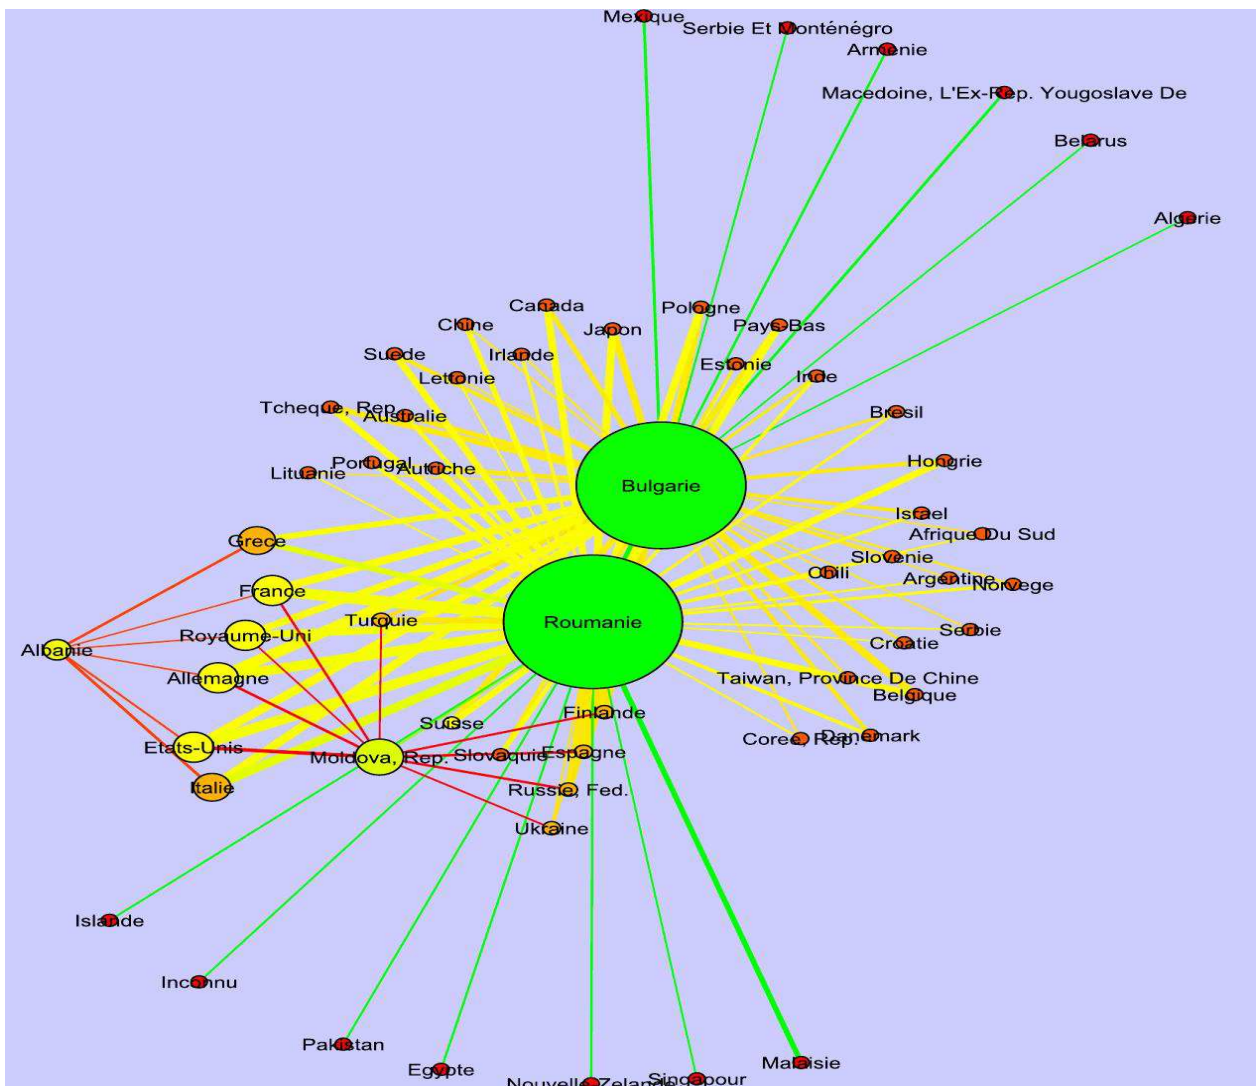 Mexique
Serbie Et Monténégro
Armenie
Macedoine, L'Ex-Rep. Yougoslave De
Belarus
Algerie
Canada
Pologne
Chine
Japon
Pays-Bas
Suede
Irlande
Estonie
Lettonie
Inde
Tcheque, Rep.
Australie
Bresil
Portugal
Autriche
Lituanie
Hongrie
Bulgarie
Israel
Afrique Du Sud
Grece
Slovenie
Chili
Argentine
Norvege
France
Turquie
Roumanie
Royaume-Uni
Serbie
Croatie
Albanie
Allemagne
Taiwan, Province De Chine
Belgique
Finlande
Suisse
Coree, Rep.
Danemark
Etats-Unis
Moldova, Rep.
Slovaquie
Espagne
Italie
Russie, Fed.
Ukraine
Islande
Inconnu
Pakistan
Egypte
Malaisie
Nouvelle Zelande
Singapour